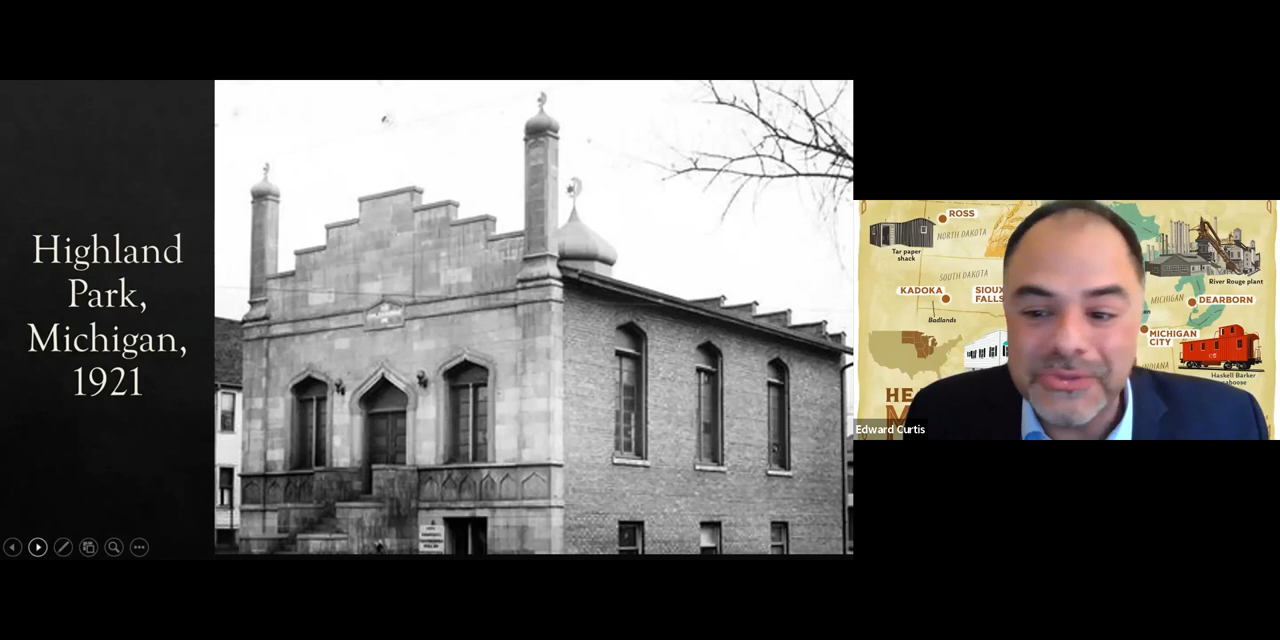 Highland
Park,
Michigan,
1921
ROSS
NORTH DAKOTA
Tar paper
shack
SOUTH DAKOTA
KADOKA
SIOUX
FALLS
Badlands
River Rouge plant
MICHIGAN
DEARBORN
MICHIGAN
CITY
INDIANA
Haskell Barker
HE
M
Edward Curtis